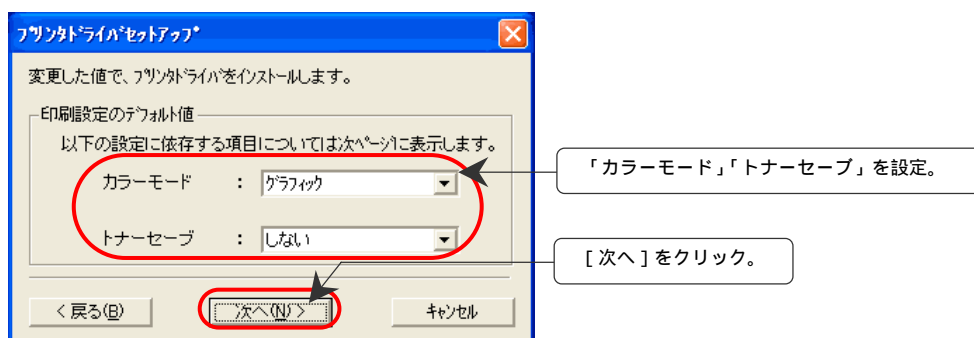 プリンタドライバセットアップ
変更した値で、プリンタドライバをインストールします。
印刷設定のデフォルト値
以下の設定に依存する項目については次ページに表示します。
カラーモード : グラフィック
「カラーモード」「トナーセーブ」を設定。
トナーセーブ : しない
[ 次へ ] をクリック。
< 戻る(B) 次へ(N) > キャンセル